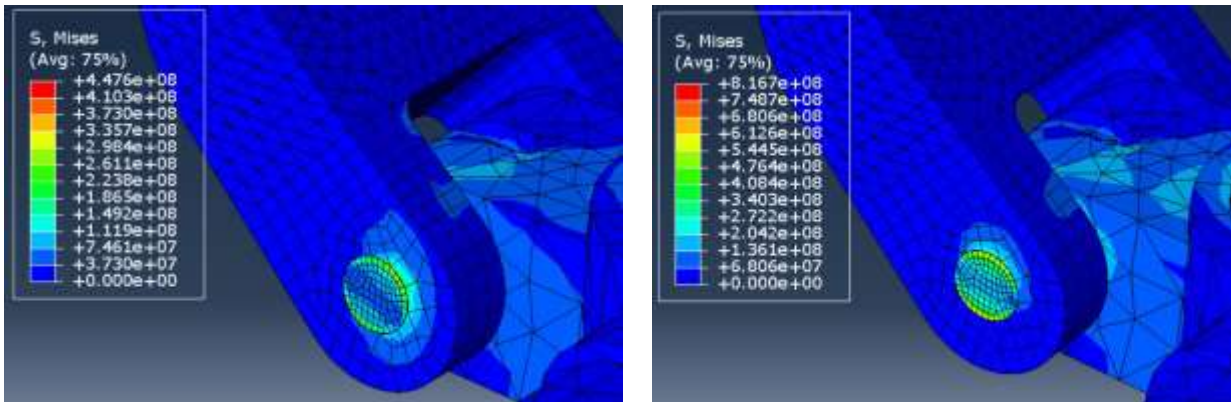 S, Mises
(Avg: 75%)
+4.476e+08
+4.103e+08
+3.730e+08
+3.357e+08
+2.984e+08
+2.611e+08
+2.238e+08
+1.865e+08
+1.492e+08
+1.119e+08
+7.461e+07
+3.730e+07
+0.000e+00
S, Mises
(Avg: 75%)
+8.167e+08
+7.487e+08
+6.806e+08
+6.126e+08
+5.445e+08
+4.764e+08
+4.084e+08
+3.403e+08
+2.722e+08
+2.042e+08
+1.361e+08
+6.806e+07
+0.000e+00